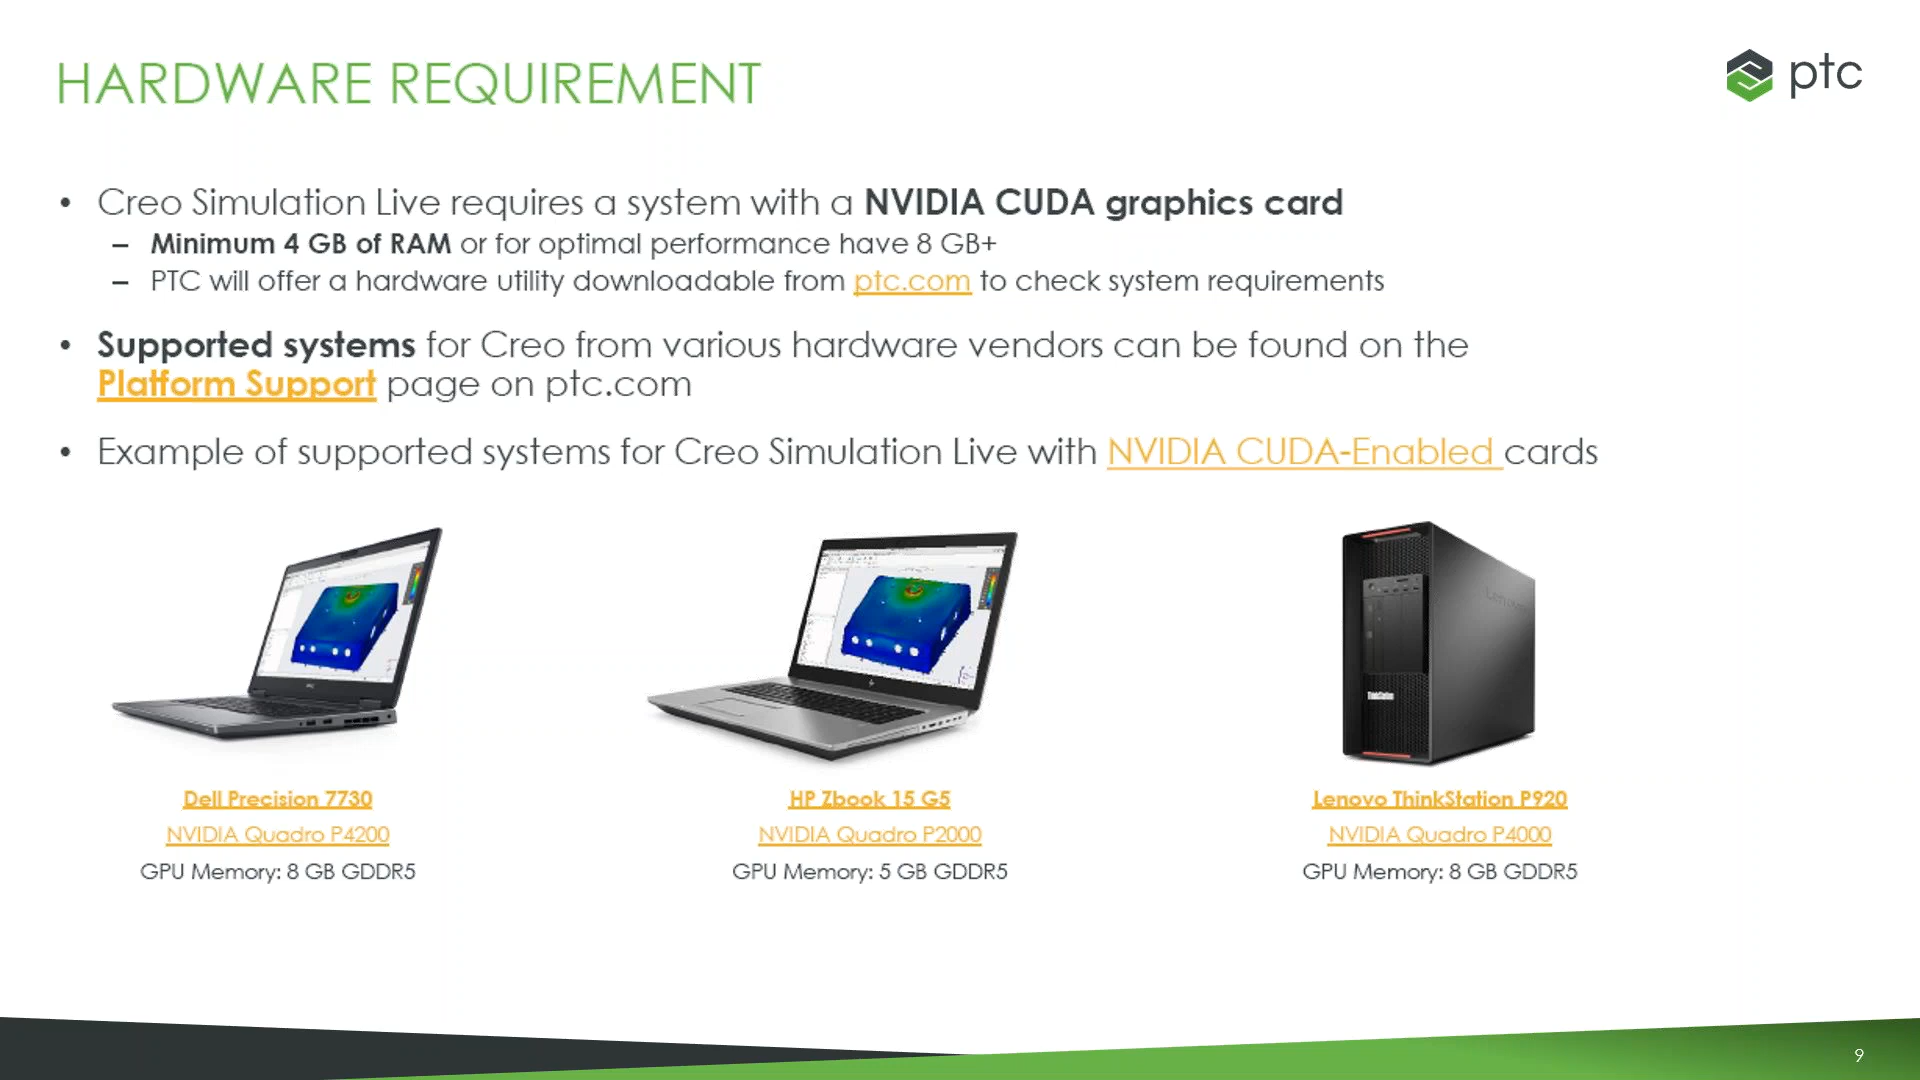 HARDWARE REQUIREMENT
ptc
• Creo Simulation Live requires a system with a NVIDIA CUDA graphics card
– Minimum 4 GB of RAM or for optimal performance have 8 GB+
– PTC will offer a hardware utility downloadable from ptc.com to check system requirements
• Supported systems for Creo from various hardware vendors can be found on the
Platform Support page on ptc.com
• Example of supported systems for Creo Simulation Live with NVIDIA CUDA-Enabled cards
Lenovo
ThinkStation
Dell Precision 7730
NVIDIA Quadro P4200
GPU Memory: 8 GB GDDR5
HP Zbook 15 G5
NVIDIA Quadro P2000
GPU Memory: 5 GB GDDR5
Lenovo ThinkStation P920
NVIDIA Quadro P4000
GPU Memory: 8 GB GDDR5
9